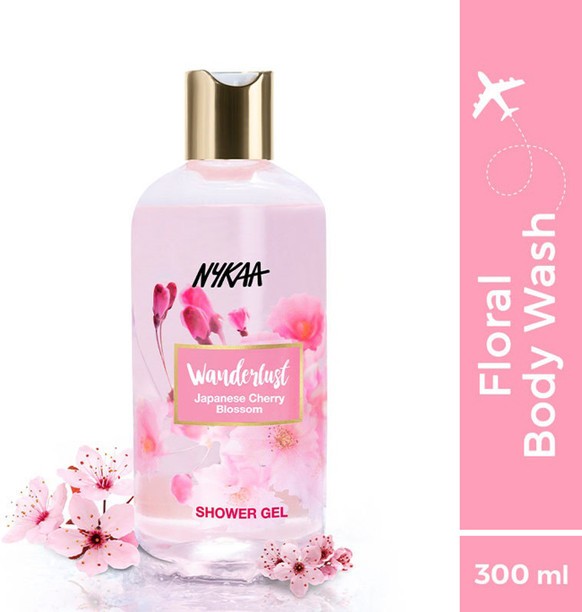 NYKAA
Wanderlust
Japanese Cherry
Blossom
SHOWER GEL
Floral
Body Wash
300 ml